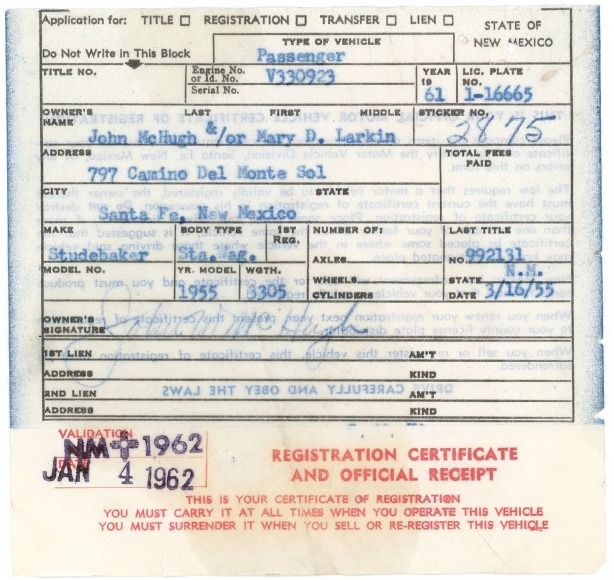 Application for: TITLE □ REGISTRATION □ TRANSFER □ LIEN □
STATE OF
NEW MEXICO
Do Not Write in This Block
TYPE OF VEHICLE
Passenger
TITLE NO.
Engine No. or Id. No. V330923
Serial No.
YEAR 19 61
LIC. PLATE NO. 1-16665
OWNER'S NAME LAST FIRST MIDDLE
STICKER NO.
John McHugh &/or Mary D. Larkin
2875
ADDRESS
797 Camino Del Monte Sol
TOTAL FEES PAID
CITY STATE
Santa Fe, New Mexico
MAKE BODY TYPE 1ST Reg. NUMBER OF: LAST TITLE
Studebaker Sta. Wag. AXLES NO. 992131
MODEL NO. YR. MODEL WGTH. WHEELS STATE N.M.
1955 3305 CYLINDERS DATE 3/16/55
OWNER'S SIGNATURE John M McHugh
1ST LIEN AM'T
ADDRESS KIND
2ND LIEN AM'T
ADDRESS KIND
VALIDATION
NM 1962
JAN 4 1962
REGISTRATION CERTIFICATE
AND OFFICIAL RECEIPT
THIS IS YOUR CERTIFICATE OF REGISTRATION
YOU MUST CARRY IT AT ALL TIMES WHEN YOU OPERATE THIS VEHICLE
YOU MUST SURRENDER IT WHEN YOU SELL OR RE-REGISTER THIS VEHICLE